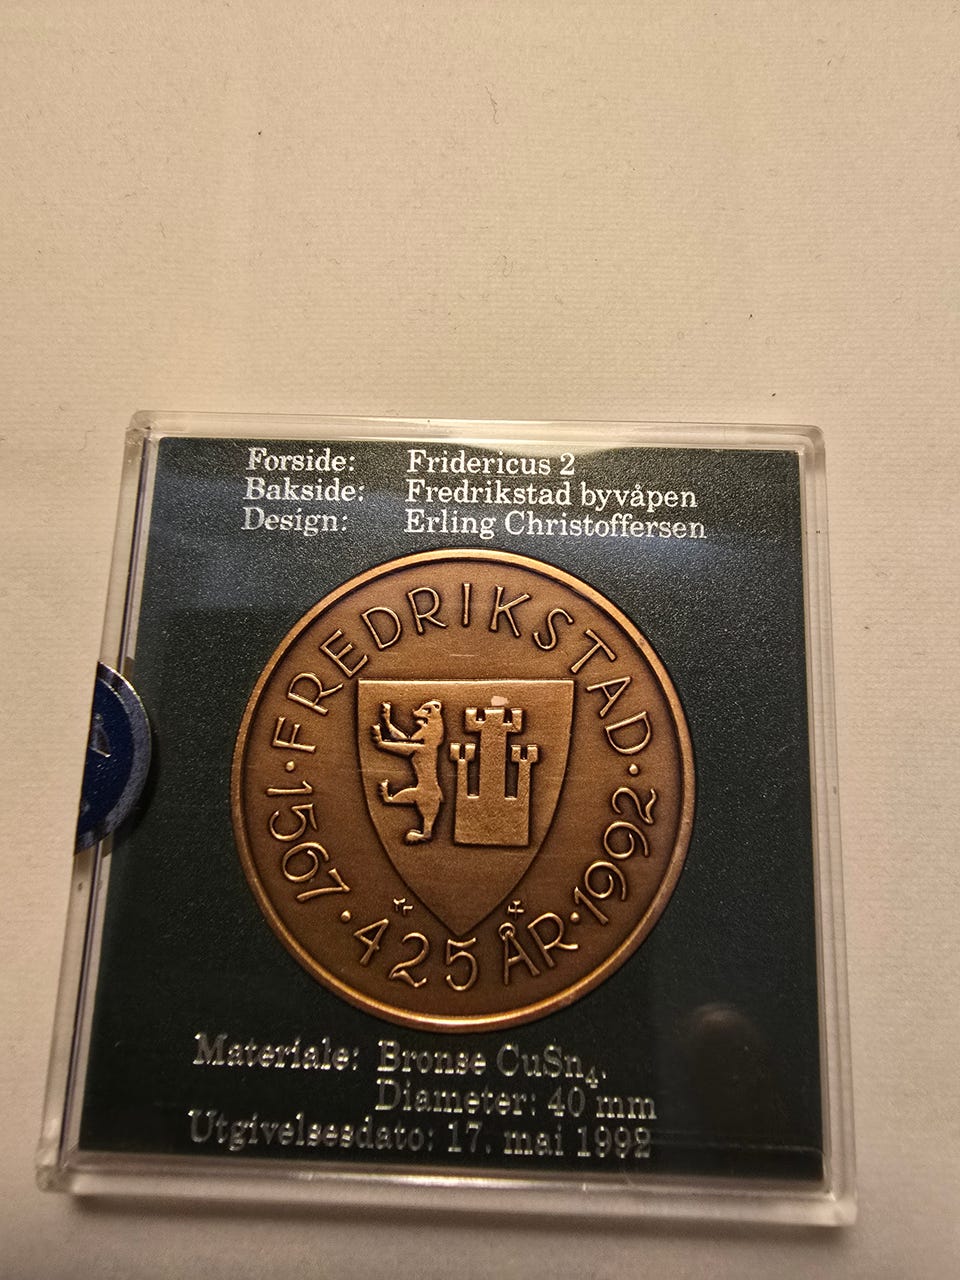 Forside: Fridericus 2
Bakside: Fredrikstad byvåpen
Design: Erling Christoffersen
FREDRIKSTAD
1567 · 425 ÅR · 1992
Materiale: Bronse CuSn₄.
Diameter: 40 mm
Utgivelsesdato: 17. mai 1992